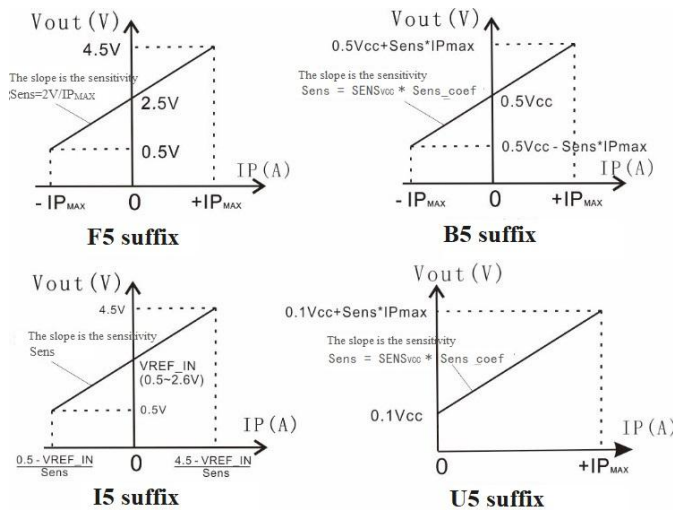 Vout(V)
4.5V
The slope is the sensitivity
Sens=2V/IPMAX
2.5V
0.5V
IP(A)
-IPMAX 0 +IPMAX
F5 suffix
Vout(V)
0.5Vcc+Sens*IPmax
The slope is the sensitivity
Sens = SENSvcc * Sens_coef
0.5Vcc
0.5Vcc-Sens*IPmax
IP(A)
-IPMAX 0 +IPMAX
B5 suffix
Vout(V)
4.5V
The slope is the sensitivity
Sens
VREF_IN
(0.5~2.6V)
0.5V
IP(A)
0.5-VREF_IN 0 4.5-VREF_IN
Sens Sens
I5 suffix
Vout(V)
0.1Vcc+Sens*IPmax
The slope is the sensitivity
Sens = SENSvcc * Sens_coef
0.1Vcc
IP(A)
0 +IPMAX
U5 suffix